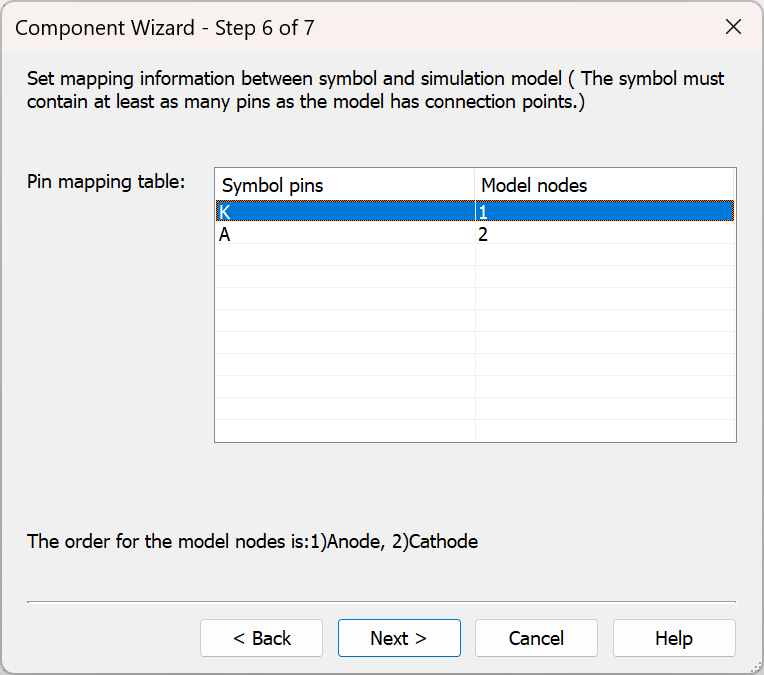 Component Wizard - Step 6 of 7
Set mapping information between symbol and simulation model ( The symbol must
contain at least as many pins as the model has connection points.)
Pin mapping table:
Symbol pins Model nodes
K 1
A 2
The order for the model nodes is:1)Anode, 2)Cathode
< Back Next > Cancel Help